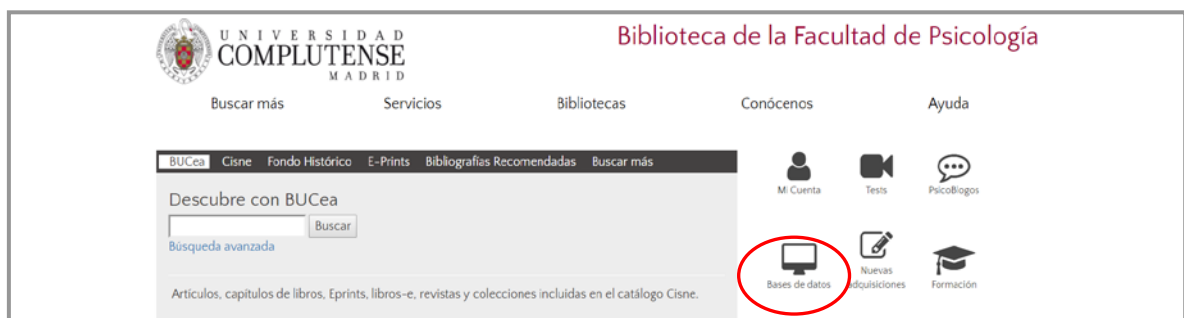 UNIVERSIDAD
COMPLUTENSE
MADRID
Biblioteca de la Facultad de Psicología
Buscar más Servicios Bibliotecas Conócenos Ayuda
BUCea Cisne Fondo Histórico E-Prints Bibliografías Recomendadas Buscar más
Descubre con BUCea
Buscar
Búsqueda avanzada
Artículos, capítulos de libros, Eprints, libros-e, revistas y colecciones incluidas en el catálogo Cisne.
Mi Cuenta Tests PsicoBlogos
Bases de datos Nuevas adquisiciones Formación